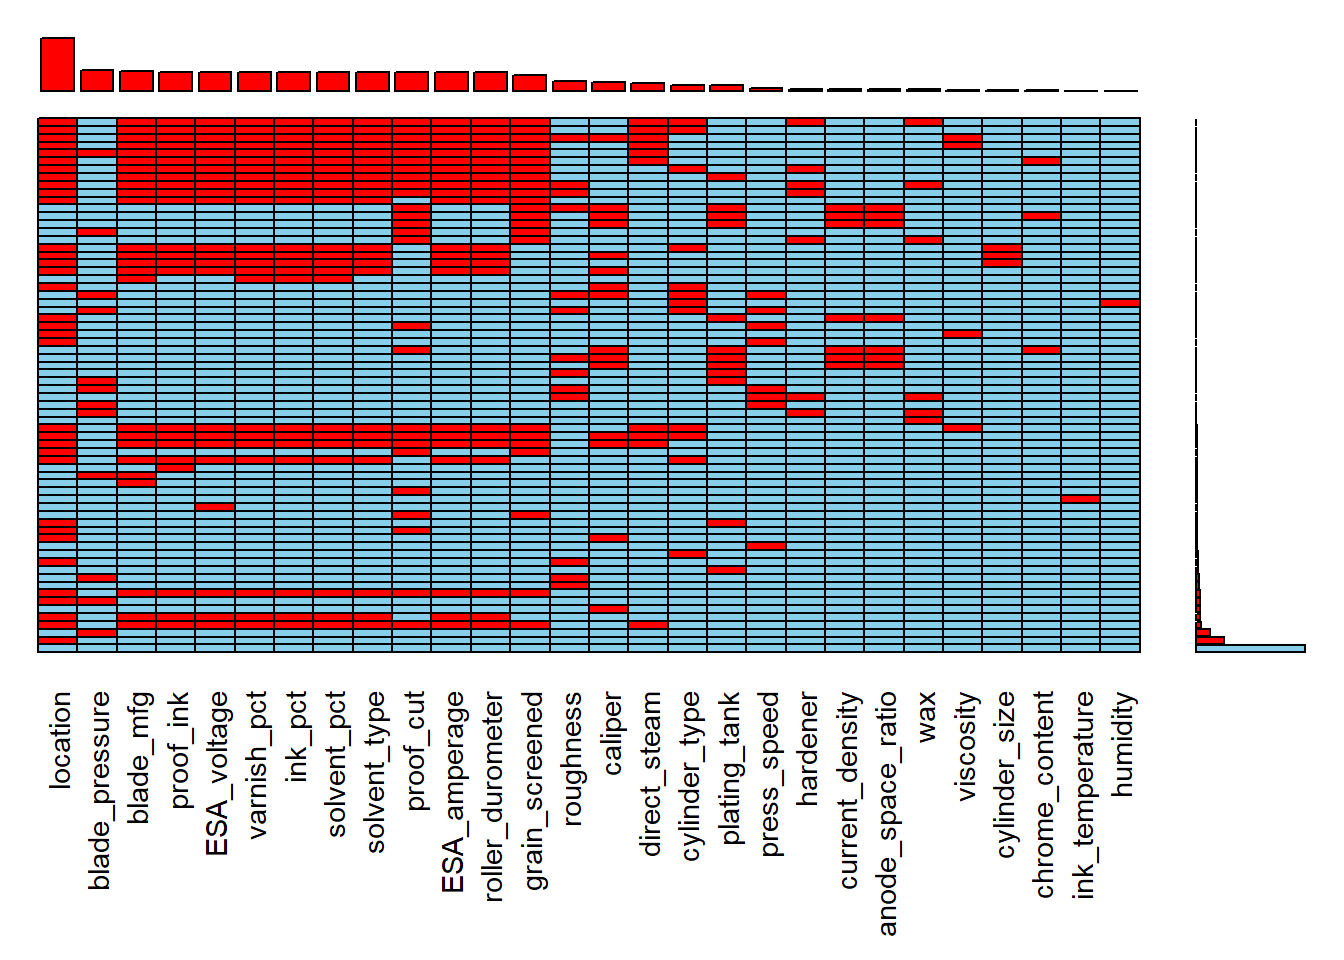 location
blade_pressure
blade_mfg
proof_ink
ESA_voltage
varnish_pct
ink_pct
solvent_pct
solvent_type
proof_cut
ESA_amperage
roller_durometer
grain_screened
roughness
caliper
direct_steam
cylinder_type
plating_tank
press_speed
hardener
current_density
anode_space_ratio
wax
viscosity
cylinder_size
chrome_content
ink_temperature
humidity